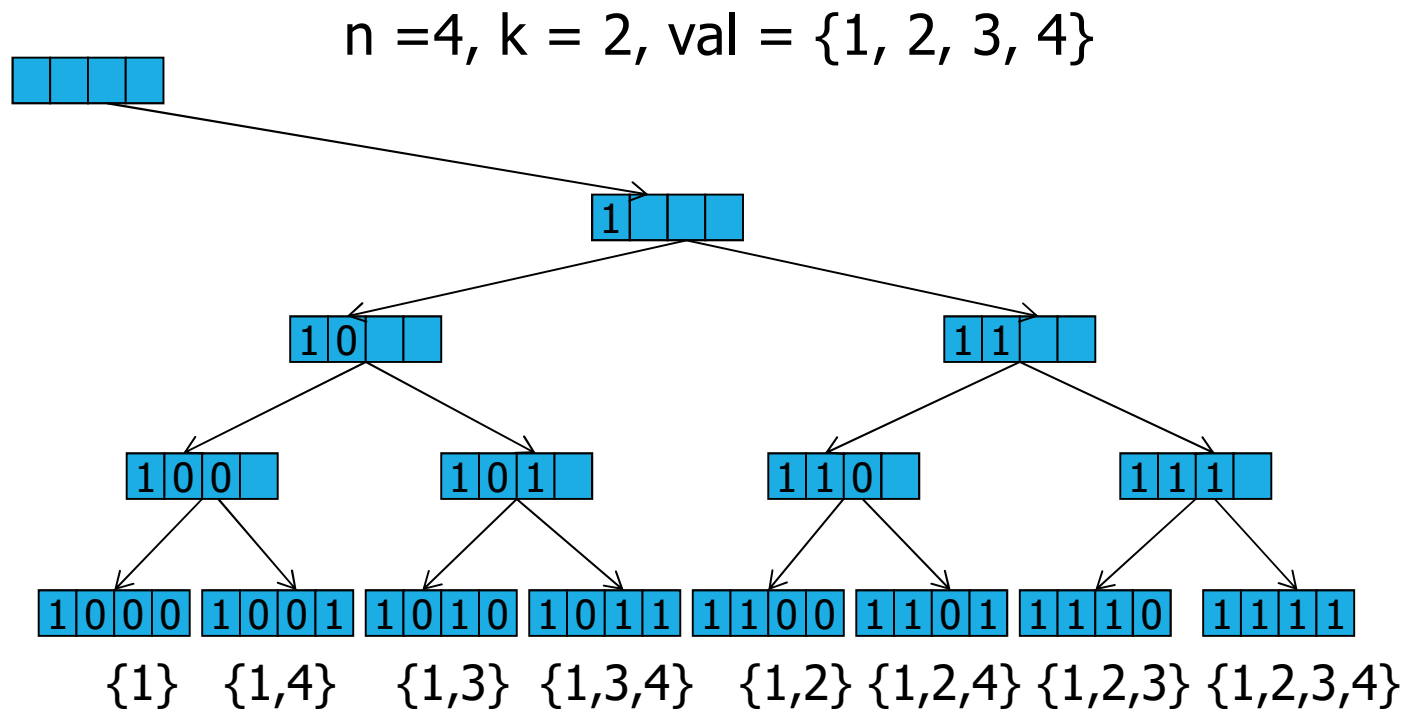 n =4, k = 2, val = {1, 2, 3, 4}
1
1 0
1 1
1 0 0
1 0 1
1 1 0
1 1 1
1 0 0 0
1 0 0 1
1 0 1 0
1 0 1 1
1 1 0 0
1 1 0 1
1 1 1 0
1 1 1 1
{1} {1,4} {1,3} {1,3,4} {1,2} {1,2,4} {1,2,3} {1,2,3,4}